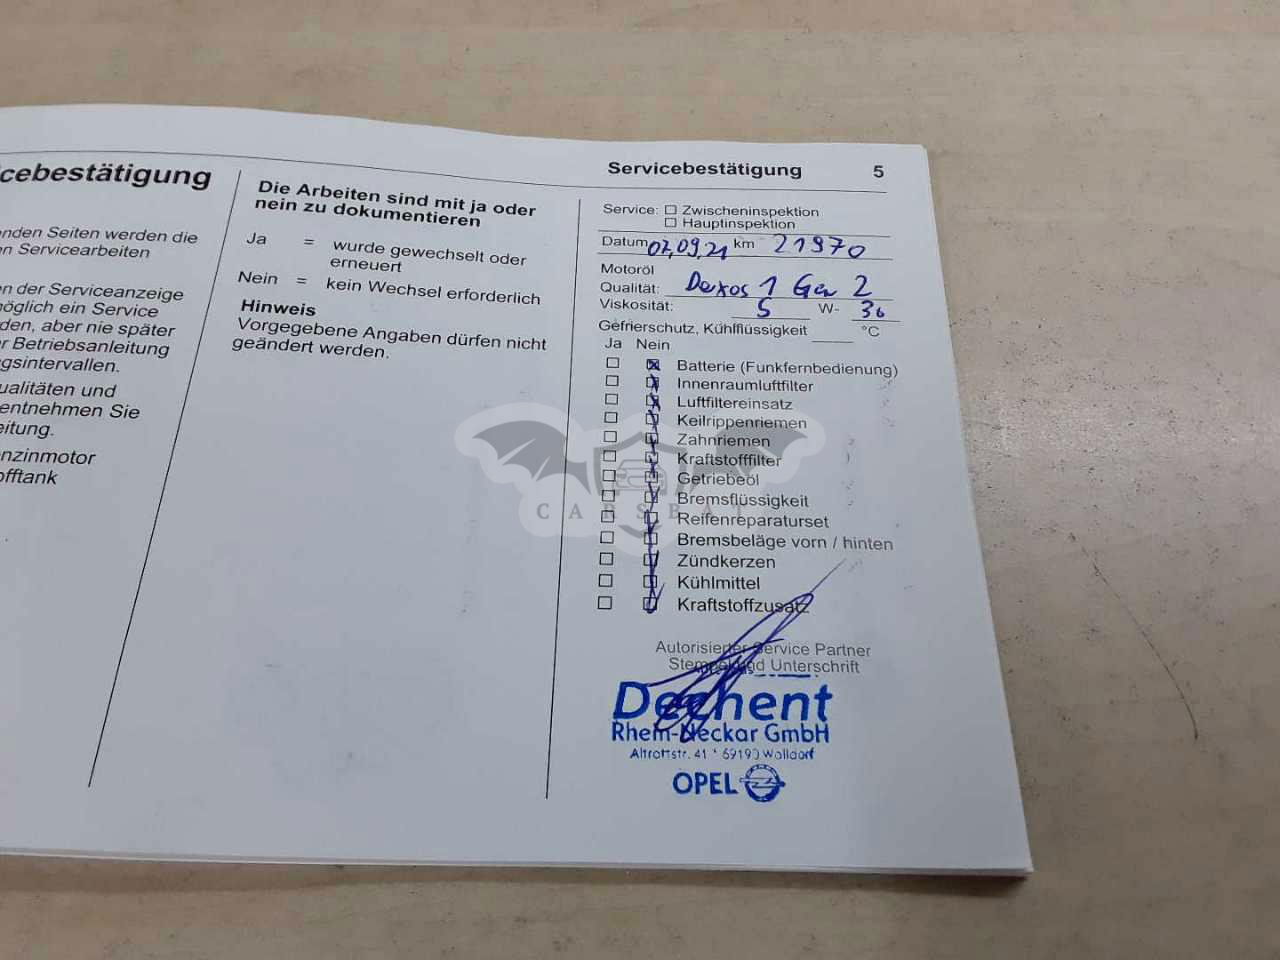 cebestätigung
enden Seiten werden die
n Servicearbeiten
n der Serviceanzeige
möglich ein Service
den, aber nie später
r Betriebsanleitung
gsintervallen.
ualitäten und
entnehmen Sie
eitung.
nzinmotor
offtank
Die Arbeiten sind mit ja oder
nein zu dokumentieren
Ja = wurde gewechselt oder
erneuert
Nein = kein Wechsel erforderlich
Hinweis
Vorgegebene Angaben dürfen nicht
geändert werden.
Servicebestätigung 5
Service: ☐ Zwischeninspektion
☐ Hauptinspektion
Datum 07.09.21 km 21970
Motoröl
Qualität: Dexos 1 Gen 2
Viskosität: 5 W- 30
Gefrierschutz, Kühlflüssigkeit ____ °C
Ja Nein
Batterie (Funkfernbedienung)
Innenraumluftfilter
Luftfiltereinsatz
Keilrippenriemen
Zahnriemen
Kraftstofffilter
Getriebeöl
Bremsflüssigkeit
CARSBAT
Reifenreparaturset
Bremsbeläge vorn / hinten
Zündkerzen
Kühlmittel
Kraftstoffzusatz
Autorisierter Service Partner
Stempel und Unterschrift
Dechent
Rhein-Neckar GmbH
Altrottstr. 41 * 69190 Walldorf
OPEL